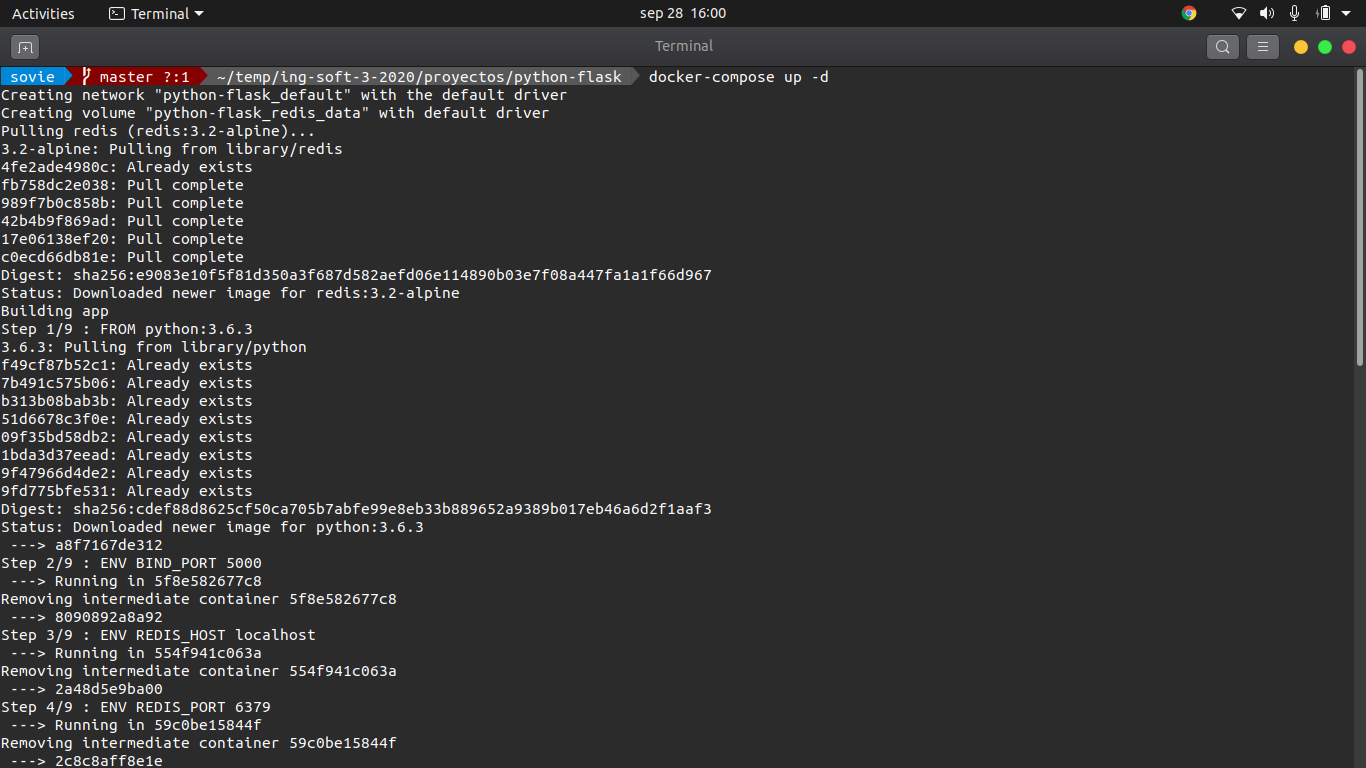 Activities Terminal sep 28 16:00
Terminal
sovie master ?:1 ~/temp/ing-soft-3-2020/proyectos/python-flask docker-compose up -d
Creating network "python-flask_default" with the default driver
Creating volume "python-flask_redis_data" with default driver
Pulling redis (redis:3.2-alpine)...
3.2-alpine: Pulling from library/redis
4fe2ade4980c: Already exists
fb758dc2e038: Pull complete
989f7b0c858b: Pull complete
42b4b9f869ad: Pull complete
17e06138ef20: Pull complete
c0ecd66db81e: Pull complete
Digest: sha256:e9083e10f5f81d350a3f687d582aefd06e114890b03e7f08a447fa1a1f66d967
Status: Downloaded newer image for redis:3.2-alpine
Building app
Step 1/9 : FROM python:3.6.3
3.6.3: Pulling from library/python
f49cf87b52c1: Already exists
7b491c575b06: Already exists
b313b08bab3b: Already exists
51d6678c3f0e: Already exists
09f35bd58db2: Already exists
1bda3d37eead: Already exists
9f47966d4de2: Already exists
9fd775bfe531: Already exists
Digest: sha256:cdef88d8625cf50ca705b7abfe99e8eb33b889652a9389b017eb46a6d2f1aaf3
Status: Downloaded newer image for python:3.6.3
 ---> a8f7167de312
Step 2/9 : ENV BIND_PORT 5000
 ---> Running in 5f8e582677c8
Removing intermediate container 5f8e582677c8
 ---> 8090892a8a92
Step 3/9 : ENV REDIS_HOST localhost
 ---> Running in 554f941c063a
Removing intermediate container 554f941c063a
 ---> 2a48d5e9ba00
Step 4/9 : ENV REDIS_PORT 6379
 ---> Running in 59c0be15844f
Removing intermediate container 59c0be15844f
 ---> 2c8c8aff8e1e